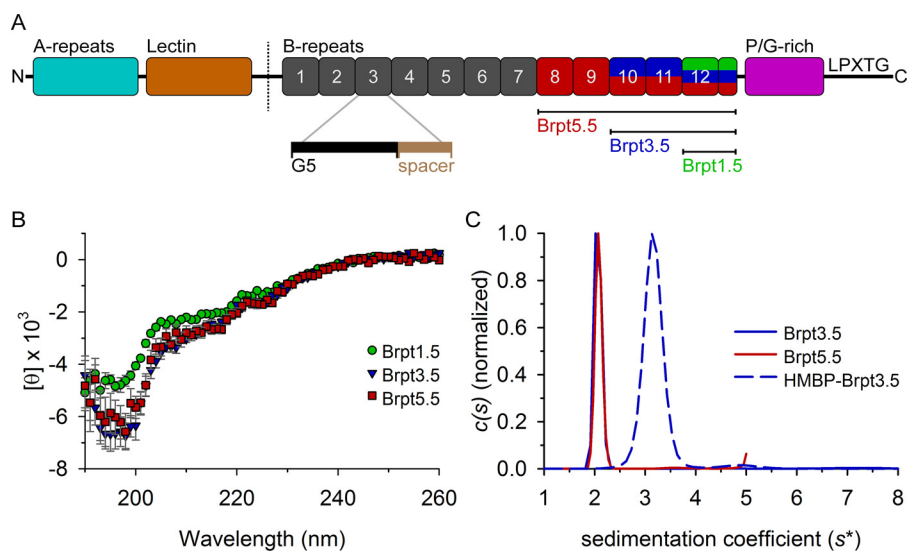 A
A-repeats Lectin B-repeats P/G-rich
N 1 2 3 4 5 6 7 8 9 10 11 12 LPXTG C
Brpt5.5
Brpt3.5
Brpt1.5
G5 spacer
B
[θ] x 10³
0
-2
-4
-6
-8
200 220 240 260
Wavelength (nm)
Brpt1.5
Brpt3.5
Brpt5.5
C
c(s) (normalized)
1.0
0.8
0.6
0.4
0.2
0.0
1 2 3 4 5 6 7 8
sedimentation coefficient (s*)
Brpt3.5
Brpt5.5
HMBP-Brpt3.5